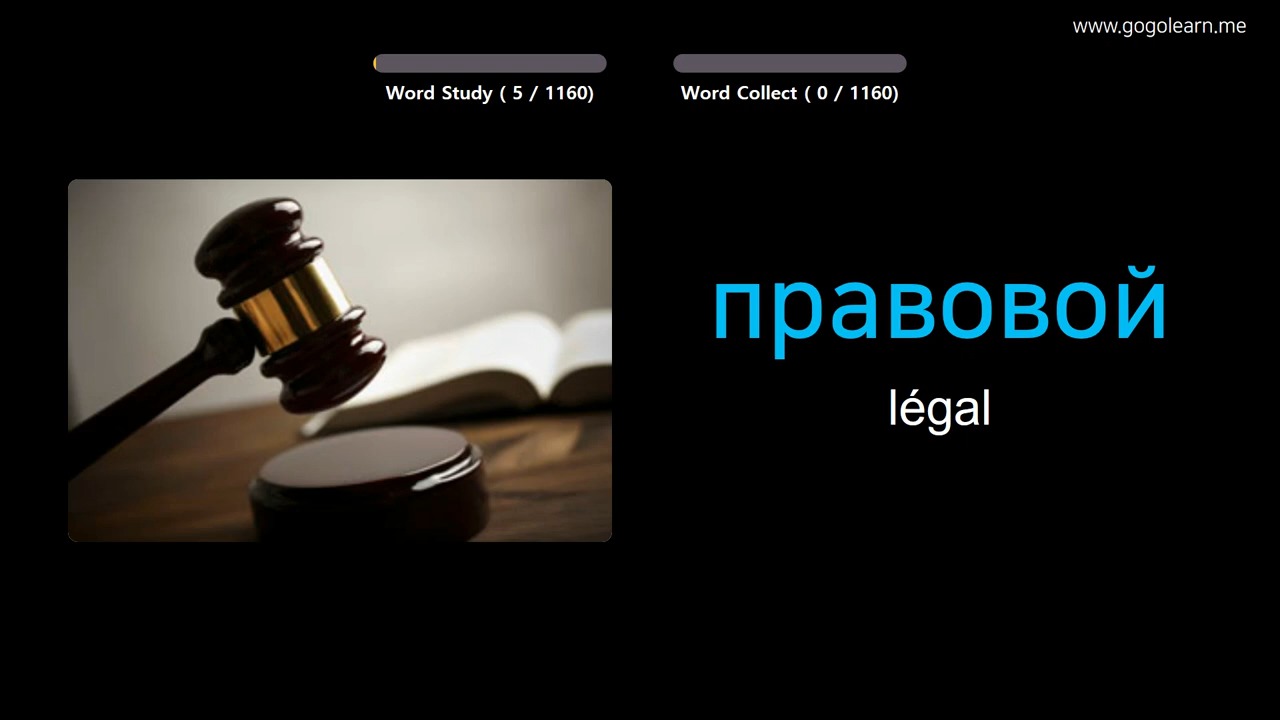 www.gogolearn.me
Word Study ( 5 / 1160)
Word Collect ( 0 / 1160)
правовой
légal